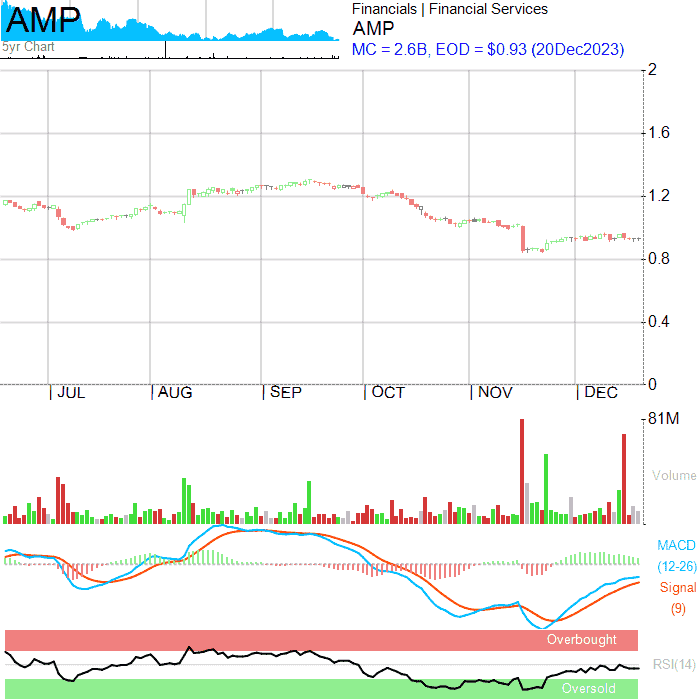 AMP
5yr Chart
Financials | Financial Services
AMP
MC = 2.6B, EOD = $0.93 (20Dec2023)
2
1.6
1.2
0.8
0.4
0
JUL
AUG
SEP
OCT
NOV
DEC
81M
Volume
MACD
(12-26)
Signal
(9)
Overbought
RSI(14)
Oversold